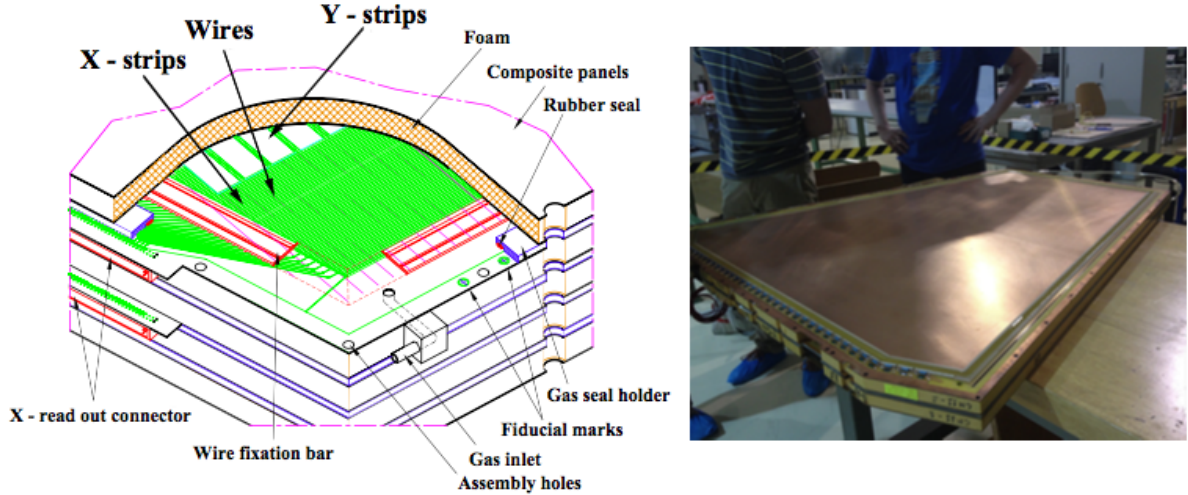 Y - strips
Wires
X - strips
Foam
Composite panels
Rubber seal
X - read out connector
Wire fixation bar
Gas inlet
Assembly holes
Fiducial marks
Gas seal holder